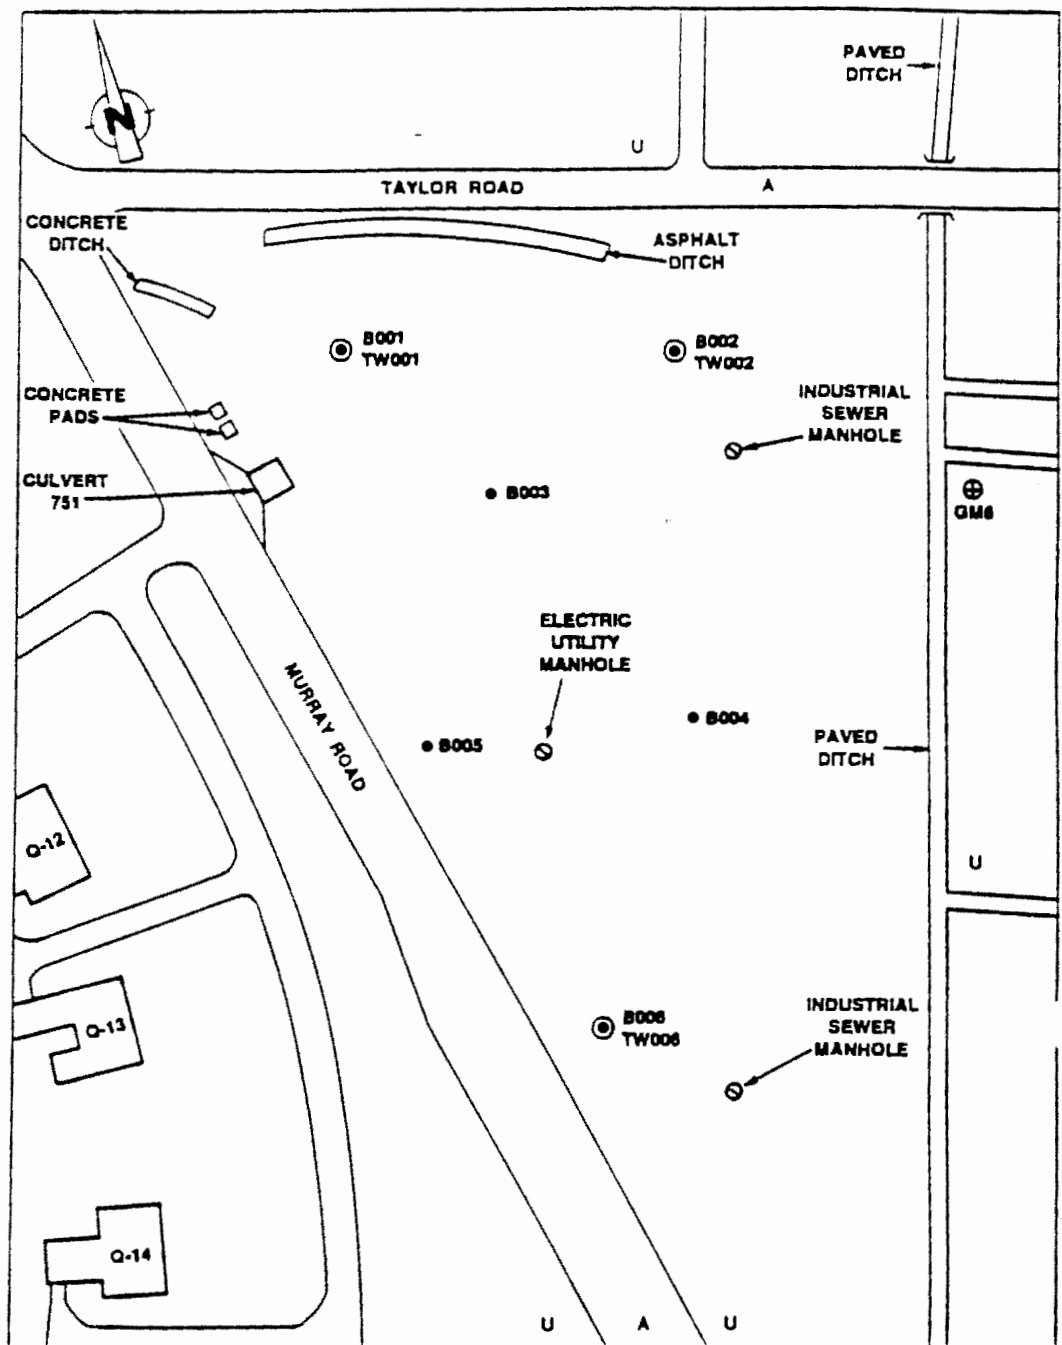 PAVED
DITCH
N
U
TAYLOR ROAD
A
CONCRETE
DITCH
ASPHALT
DITCH
B001
TW001
B002
TW002
CONCRETE
PADS
INDUSTRIAL
SEWER
MANHOLE
CULVERT
751
B003
GM6
ELECTRIC
UTILITY
MANHOLE
MURRAY ROAD
B004
B005
PAVED
DITCH
Q-12
U
INDUSTRIAL
SEWER
MANHOLE
B006
TW006
Q-13
Q-14
U
A
U